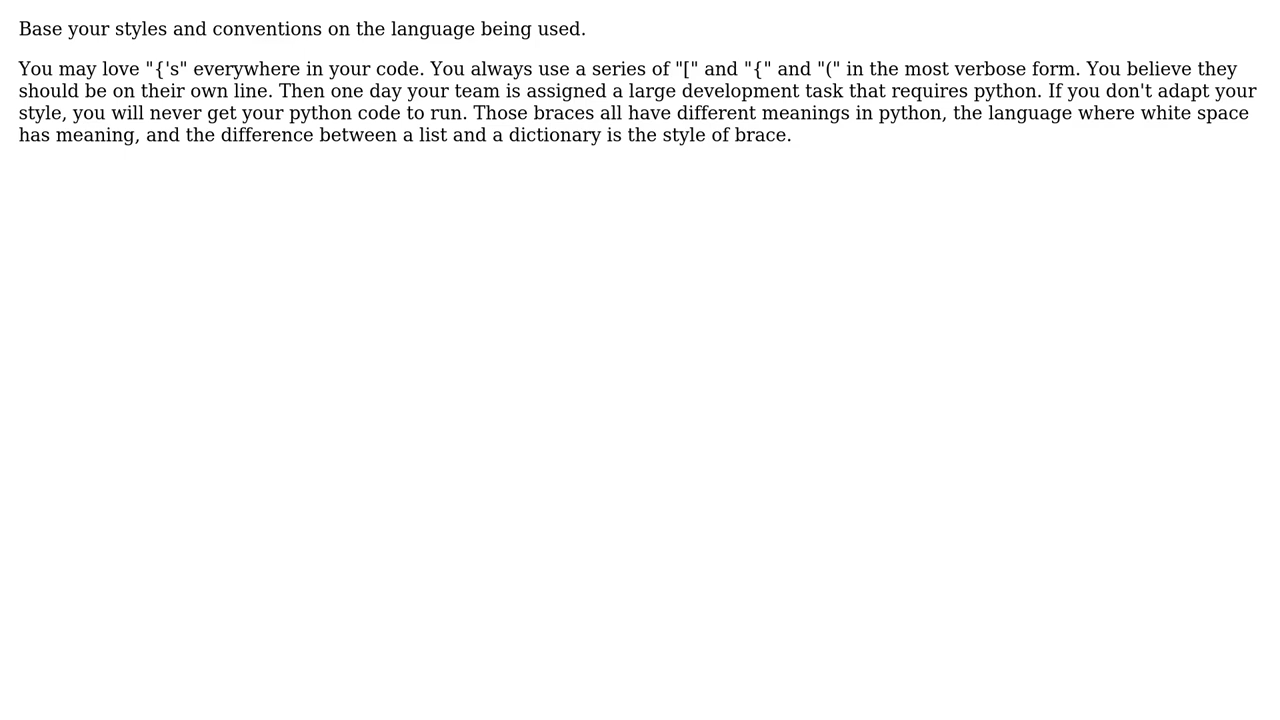 Base your styles and conventions on the language being used.
You may love "{'s" everywhere in your code. You always use a series of "[" and "{" and "(" in the most verbose form. You believe they
should be on their own line. Then one day your team is assigned a large development task that requires python. If you don't adapt your
style, you will never get your python code to run. Those braces all have different meanings in python, the language where white space
has meaning, and the difference between a list and a dictionary is the style of brace.